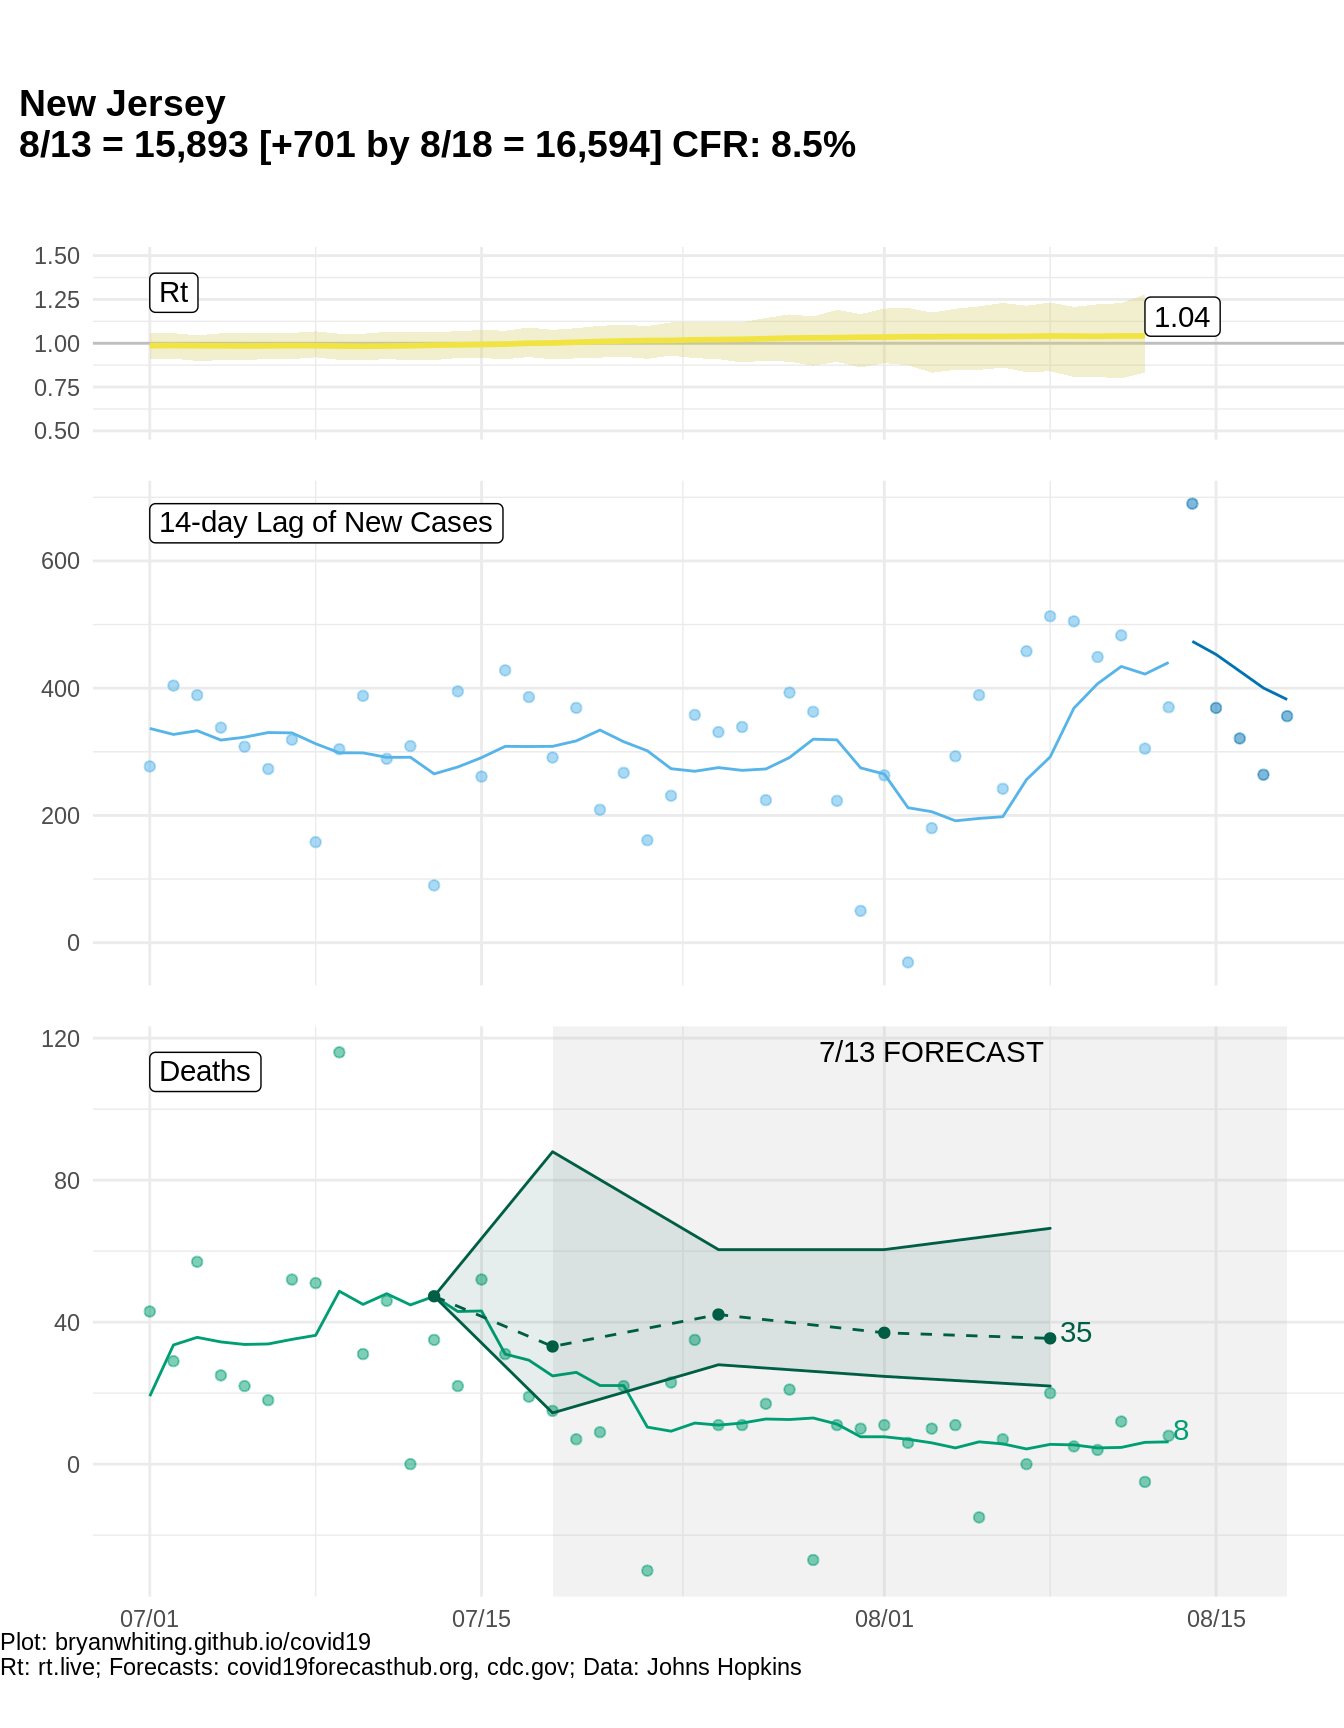 New Jersey
8/13 = 15,893 [+701 by 8/18 = 16,594] CFR: 8.5%
1.50
Rt
1.25
1.04
1.00
0.75
0.50
14-day Lag of New Cases
600
400
200
0
120
7/13 FORECAST
Deaths
80
40
35
8
0
07/01
07/15
08/01
08/15
Plot: bryanwhiting.github.io/covid19
Rt: rt.live; Forecasts: covid19forecasthub.org, cdc.gov; Data: Johns Hopkins